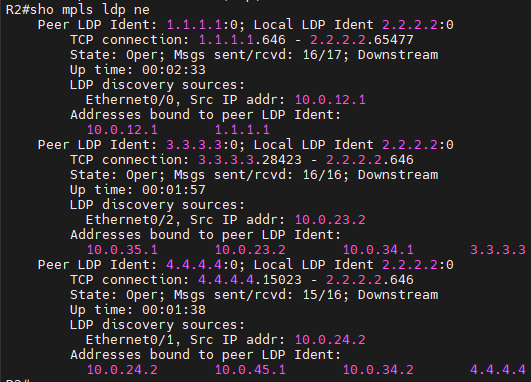 R2#sho mpls ldp ne
Peer LDP Ident: 1.1.1.1:0; Local LDP Ident 2.2.2.2:0
TCP connection: 1.1.1.1.646 - 2.2.2.2.65477
State: Oper; Msgs sent/rcvd: 16/17; Downstream
Up time: 00:02:33
LDP discovery sources:
Ethernet0/0, Src IP addr: 10.0.12.1
Addresses bound to peer LDP Ident:
10.0.12.1 1.1.1.1
Peer LDP Ident: 3.3.3.3:0; Local LDP Ident 2.2.2.2:0
TCP connection: 3.3.3.3.28423 - 2.2.2.2.646
State: Oper; Msgs sent/rcvd: 16/16; Downstream
Up time: 00:01:57
LDP discovery sources:
Ethernet0/2, Src IP addr: 10.0.23.2
Addresses bound to peer LDP Ident:
10.0.35.1 10.0.23.2 10.0.34.1 3.3.3.3
Peer LDP Ident: 4.4.4.4:0; Local LDP Ident 2.2.2.2:0
TCP connection: 4.4.4.4.15023 - 2.2.2.2.646
State: Oper; Msgs sent/rcvd: 15/16; Downstream
Up time: 00:01:38
LDP discovery sources:
Ethernet0/1, Src IP addr: 10.0.24.2
Addresses bound to peer LDP Ident:
10.0.24.2 10.0.45.1 10.0.34.2 4.4.4.4
R2#